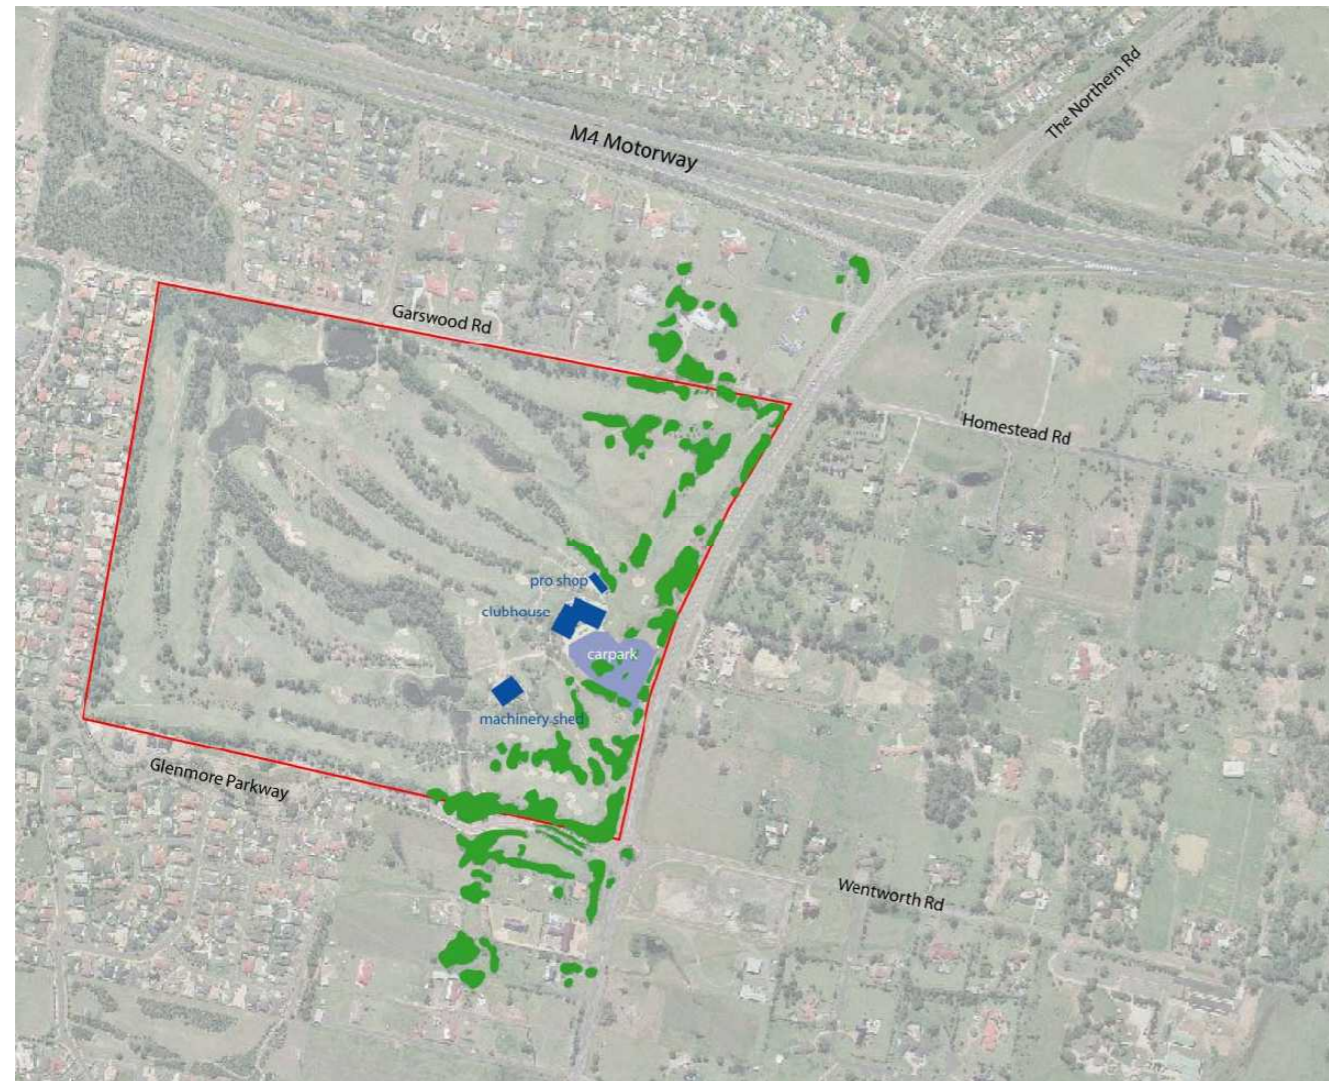 The Northern Rd
M4 Motorway
Garswood Rd
Homestead Rd
pro shop
clubhouse
carpark
machinery shed
Glenmore Parkway
Wentworth Rd